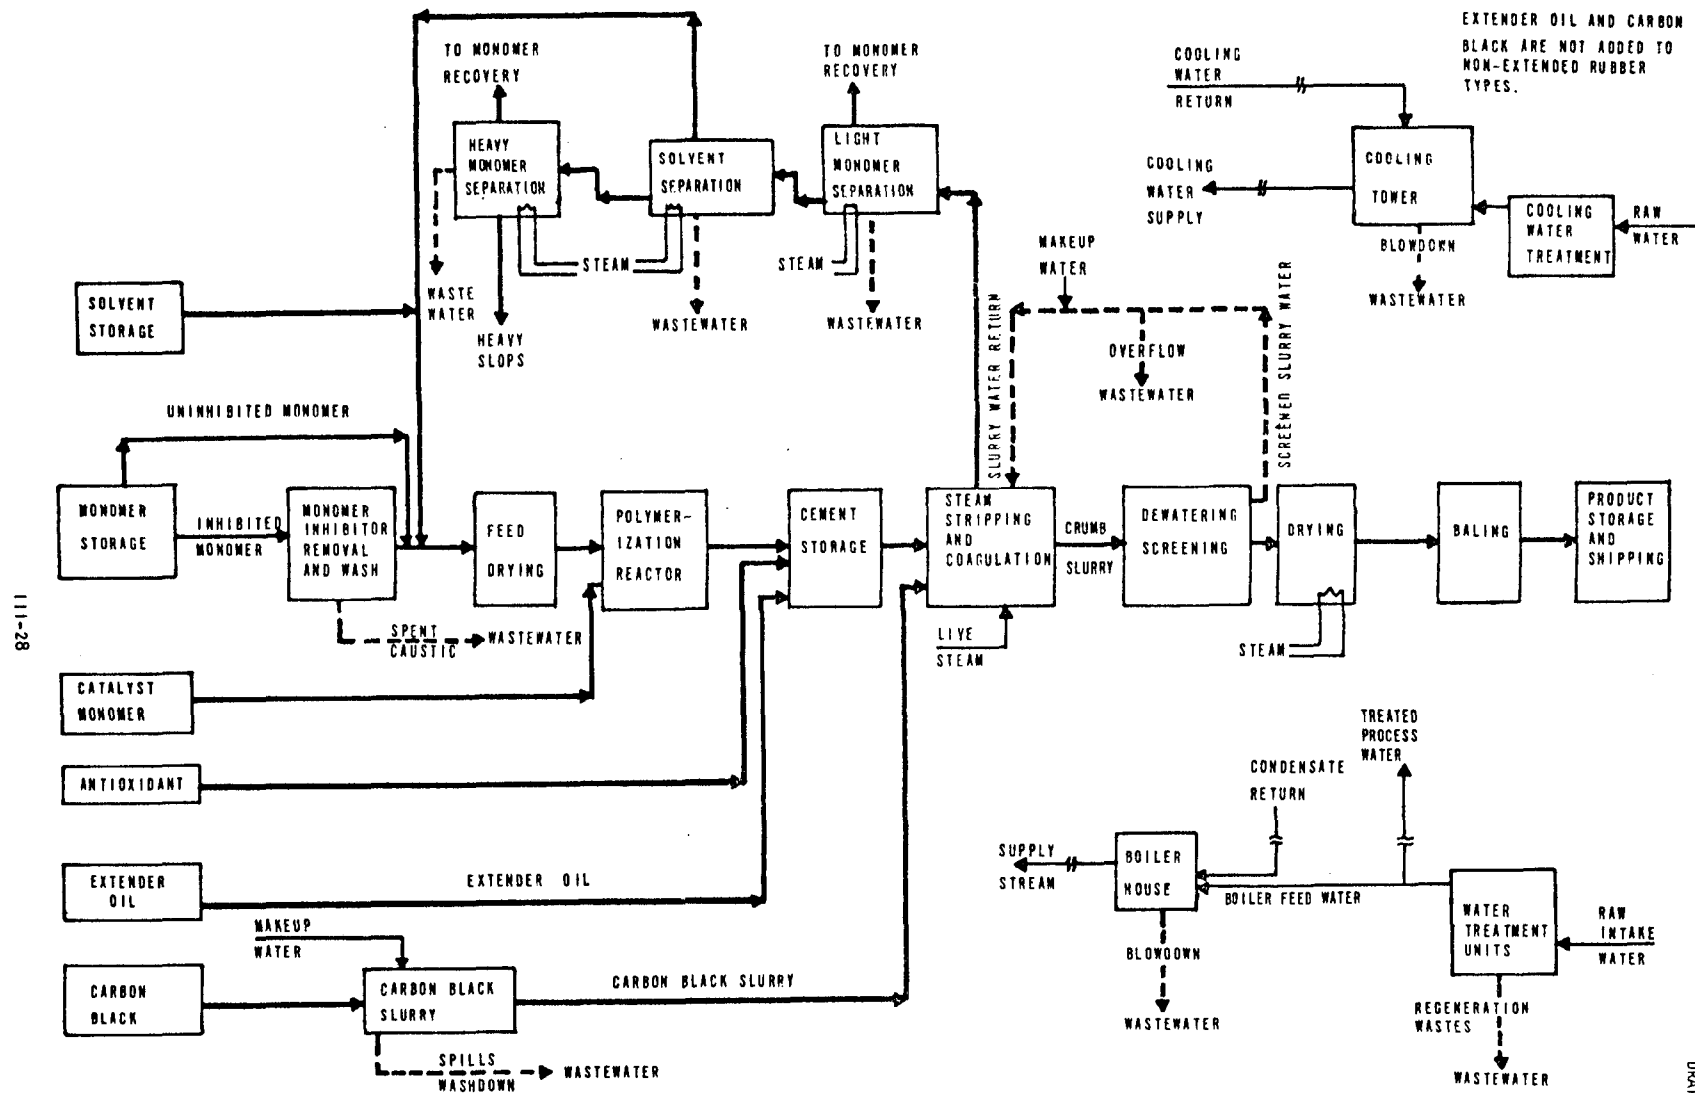 EXTENDER OIL AND CARBON
BLACK ARE NOT ADDED TO
NON-EXTENDED RUBBER
TYPES.
TO MONOMER
RECOVERY
TO MONOMER
RECOVERY
COOLING
WATER
RETURN
HEAVY
MONOMER
SEPARATION
SOLVENT
SEPARATION
LIGHT
MONOMER
SEPARATION
COOLING
WATER
SUPPLY
COOLING
TOWER
COOLING
WATER
TREATMENT
RAW
WATER
BLOWDOWN
WASTEWATER
STEAM
STEAM
WASTE
WATER
HEAVY
SLOPS
WASTEWATER
WASTEWATER
MAKEUP
WATER
SLURRY WATER RETURN
OVERFLOW
WASTEWATER
SCREENED SLURRY WATER
SOLVENT
STORAGE
UNINHIBITED MONOMER
MONOMER
STORAGE
INHIBITED
MONOMER
MONOMER
INHIBITOR
REMOVAL
AND WASH
FEED
DRYING
POLYMER-
IZATION
REACTOR
CEMENT
STORAGE
STEAM
STRIPPING
AND
COAGULATION
CRUMB
SLURRY
DEWATERING
SCREENING
DRYING
BALING
PRODUCT
STORAGE
AND
SHIPPING
SPENT
CAUSTIC
WASTEWATER
LIVE
STEAM
STEAM
III-28
CATALYST
MONOMER
ANTIOXIDANT
EXTENDER
OIL
EXTENDER OIL
MAKEUP
WATER
CARBON
BLACK
CARBON BLACK
SLURRY
CARBON BLACK SLURRY
SPILLS
WASHDOWN
WASTEWATER
TREATED
PROCESS
WATER
CONDENSATE
RETURN
SUPPLY
STREAM
BOILER
HOUSE
BOILER FEED WATER
WATER
TREATMENT
UNITS
RAW
INTAKE
WATER
BLOWDOWN
WASTEWATER
REGENERATION
WASTES
WASTEWATER